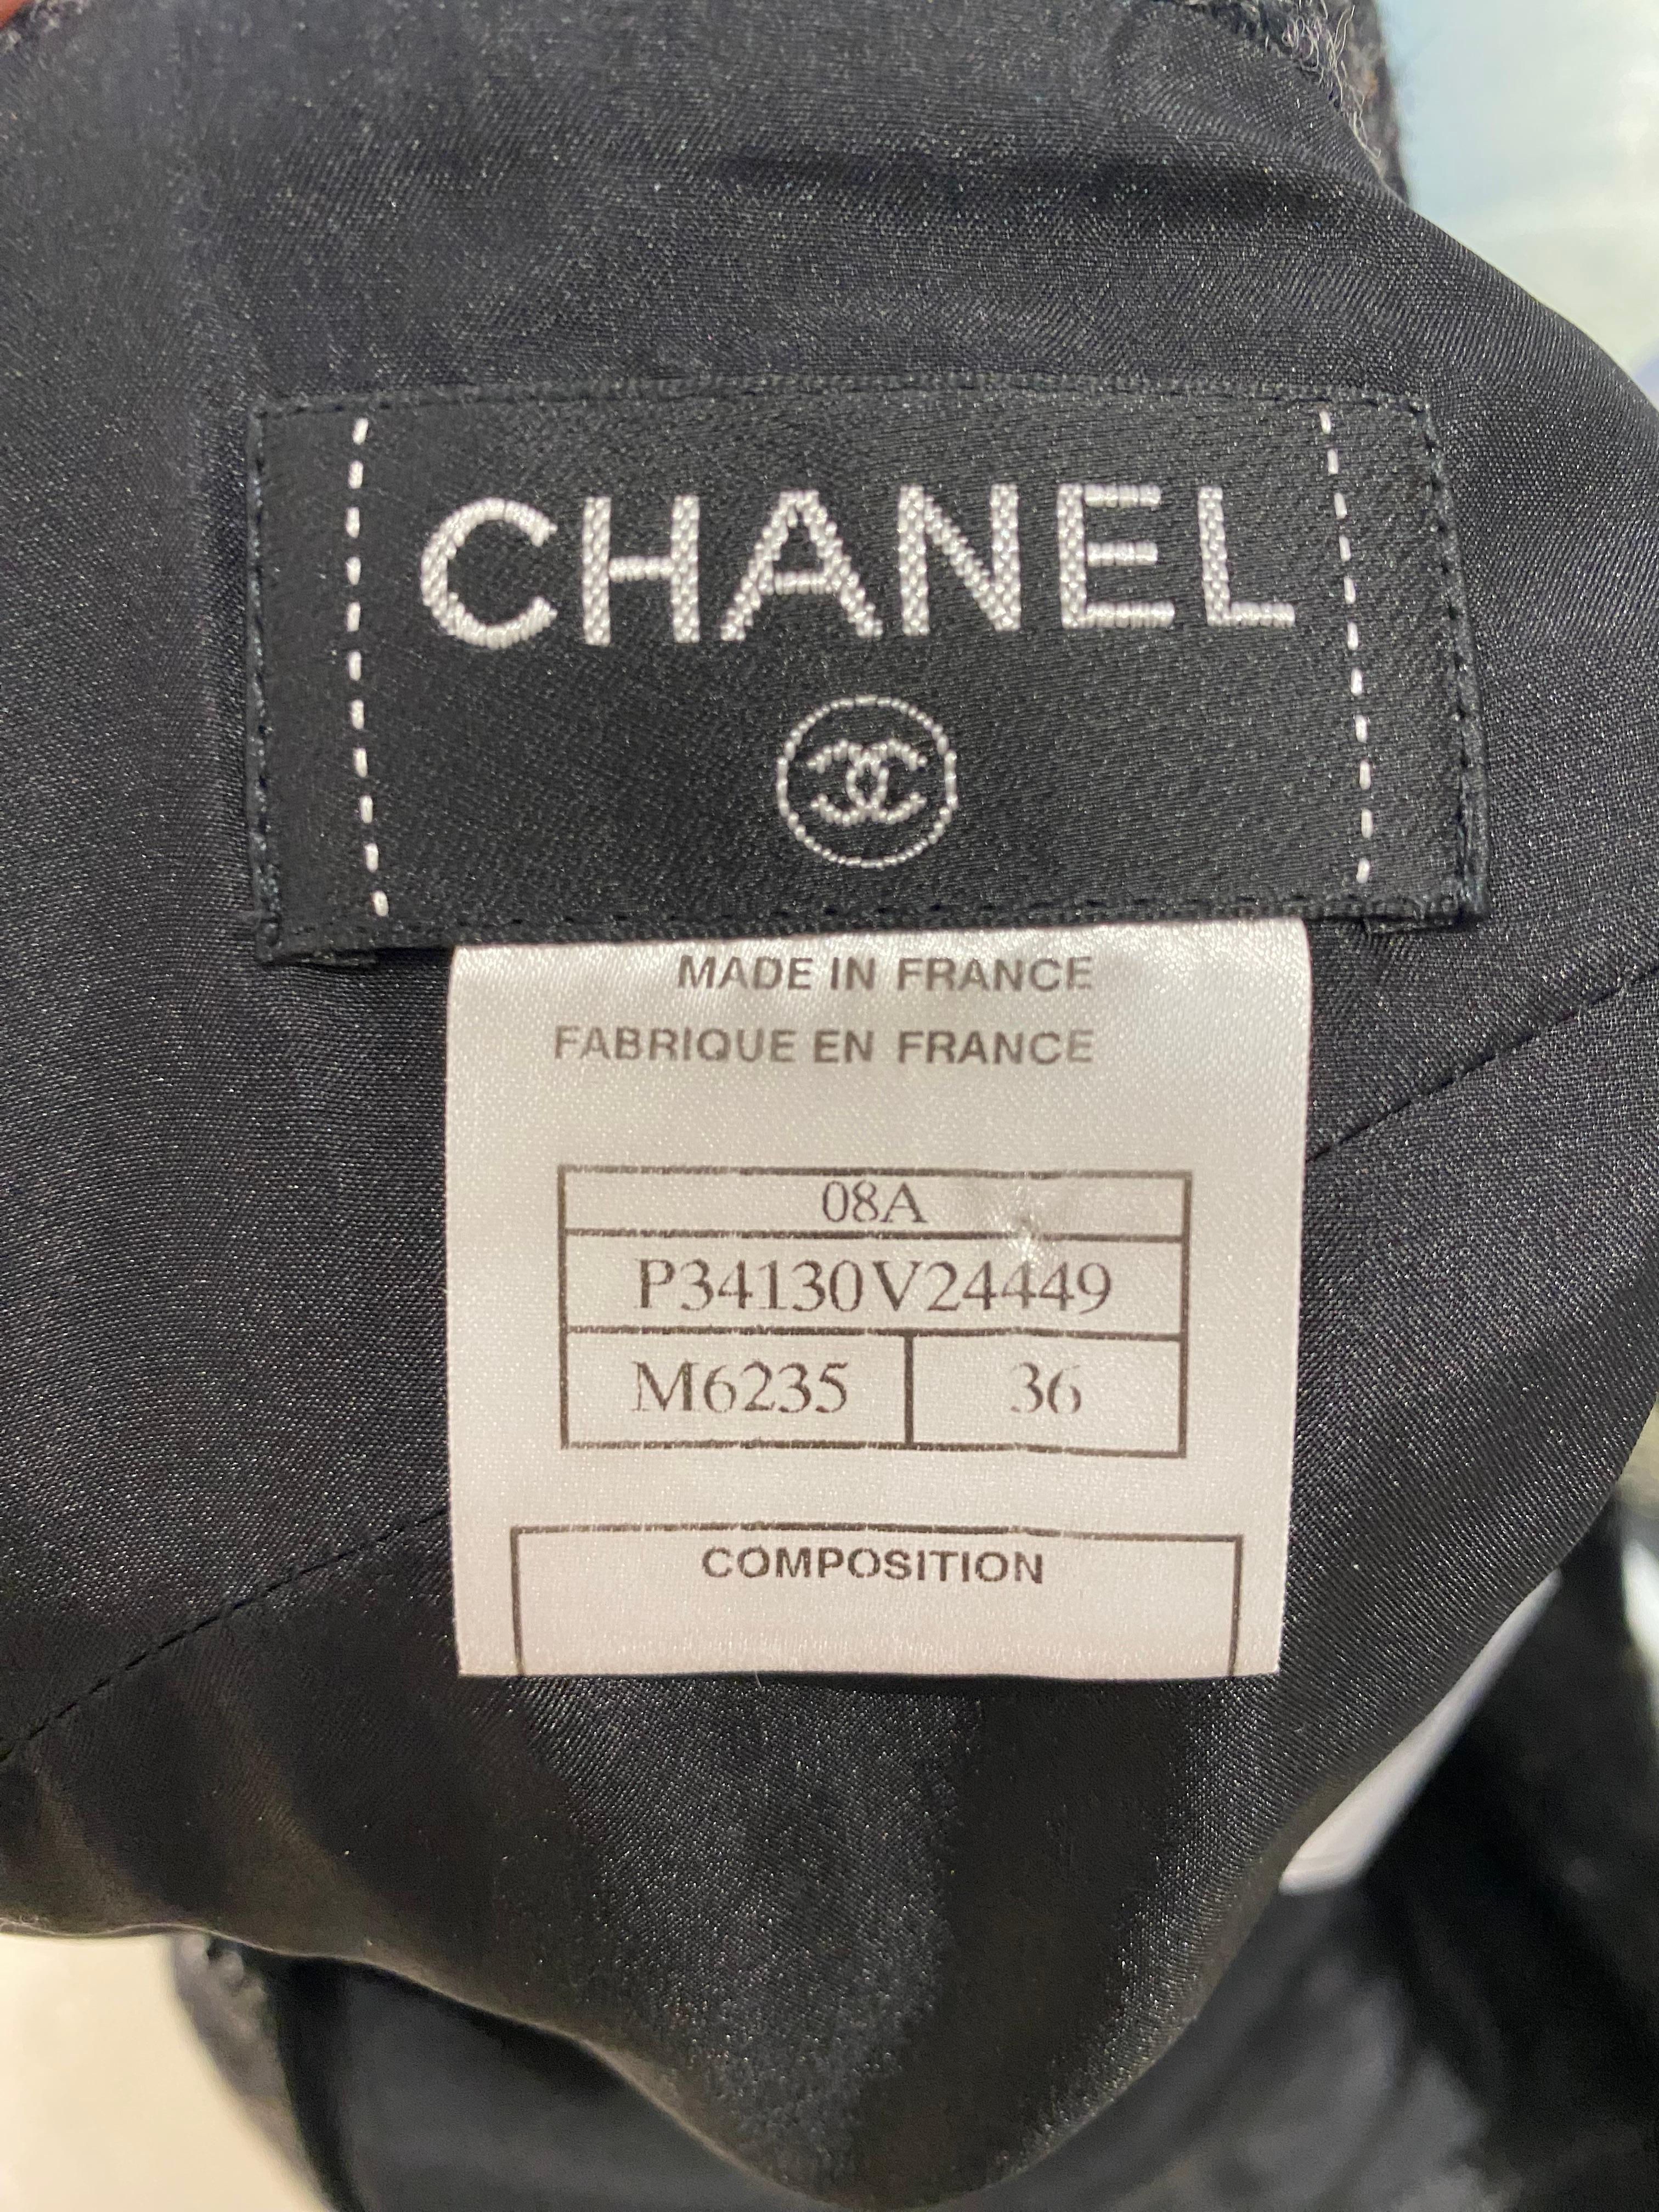 CHANEL
MADE IN FRANCE
FABRIQUE EN FRANCE
08A
P34130V24449
M6235 36
COMPOSITION